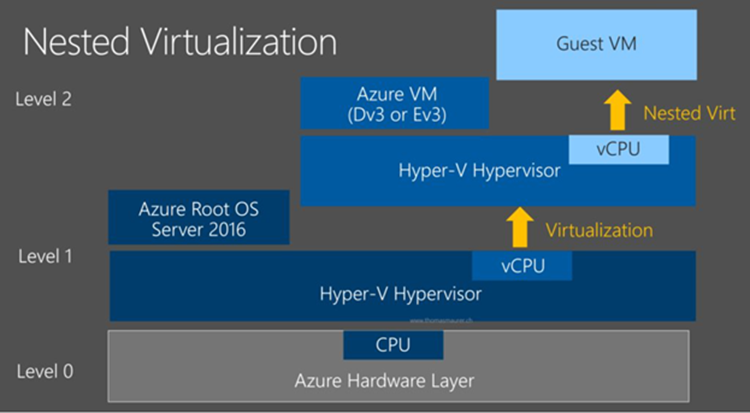 Nested Virtualization
Guest VM
Level 2
Azure VM
(Dv3 or Ev3)
Nested Virt
vCPU
Hyper-V Hypervisor
Azure Root OS
Server 2016
Virtualization
Level 1
vCPU
Hyper-V Hypervisor
www.thomasmaurer.ch
CPU
Level 0
Azure Hardware Layer